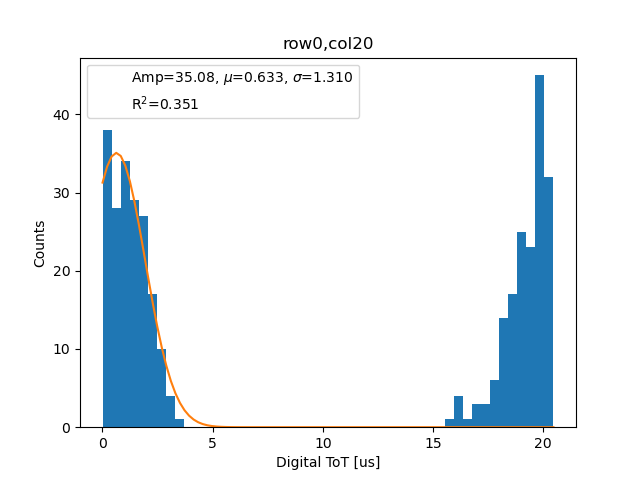 row0,col20
Amp=35.08, μ=0.633, σ=1.310
R²=0.351
Counts
40
30
20
10
0
0 5 10 15 20
Digital ToT [us]